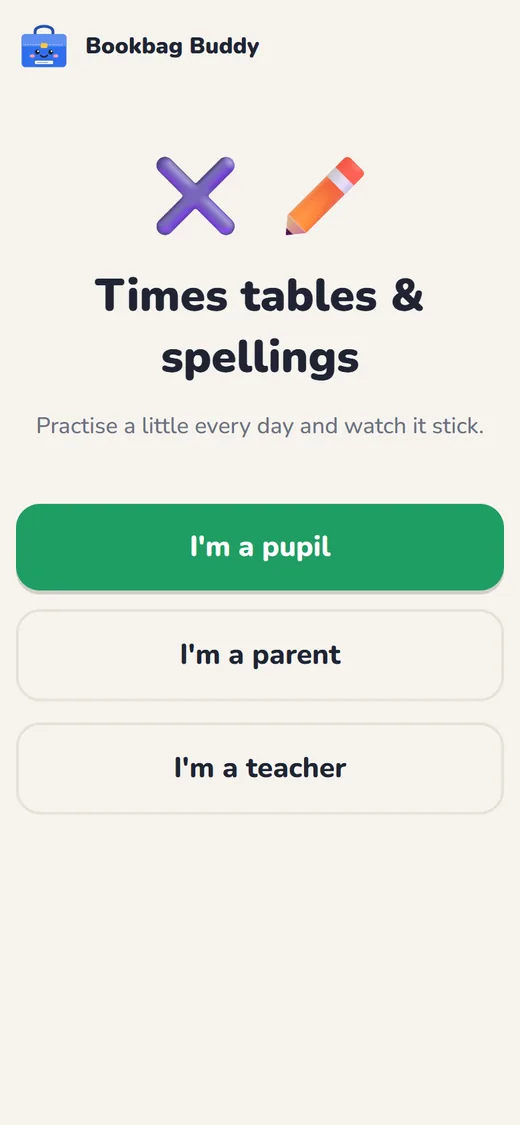 Bookbag Buddy
Times tables &
spellings
Practise a little every day and watch it stick.
I'm a pupil
I'm a parent
I'm a teacher